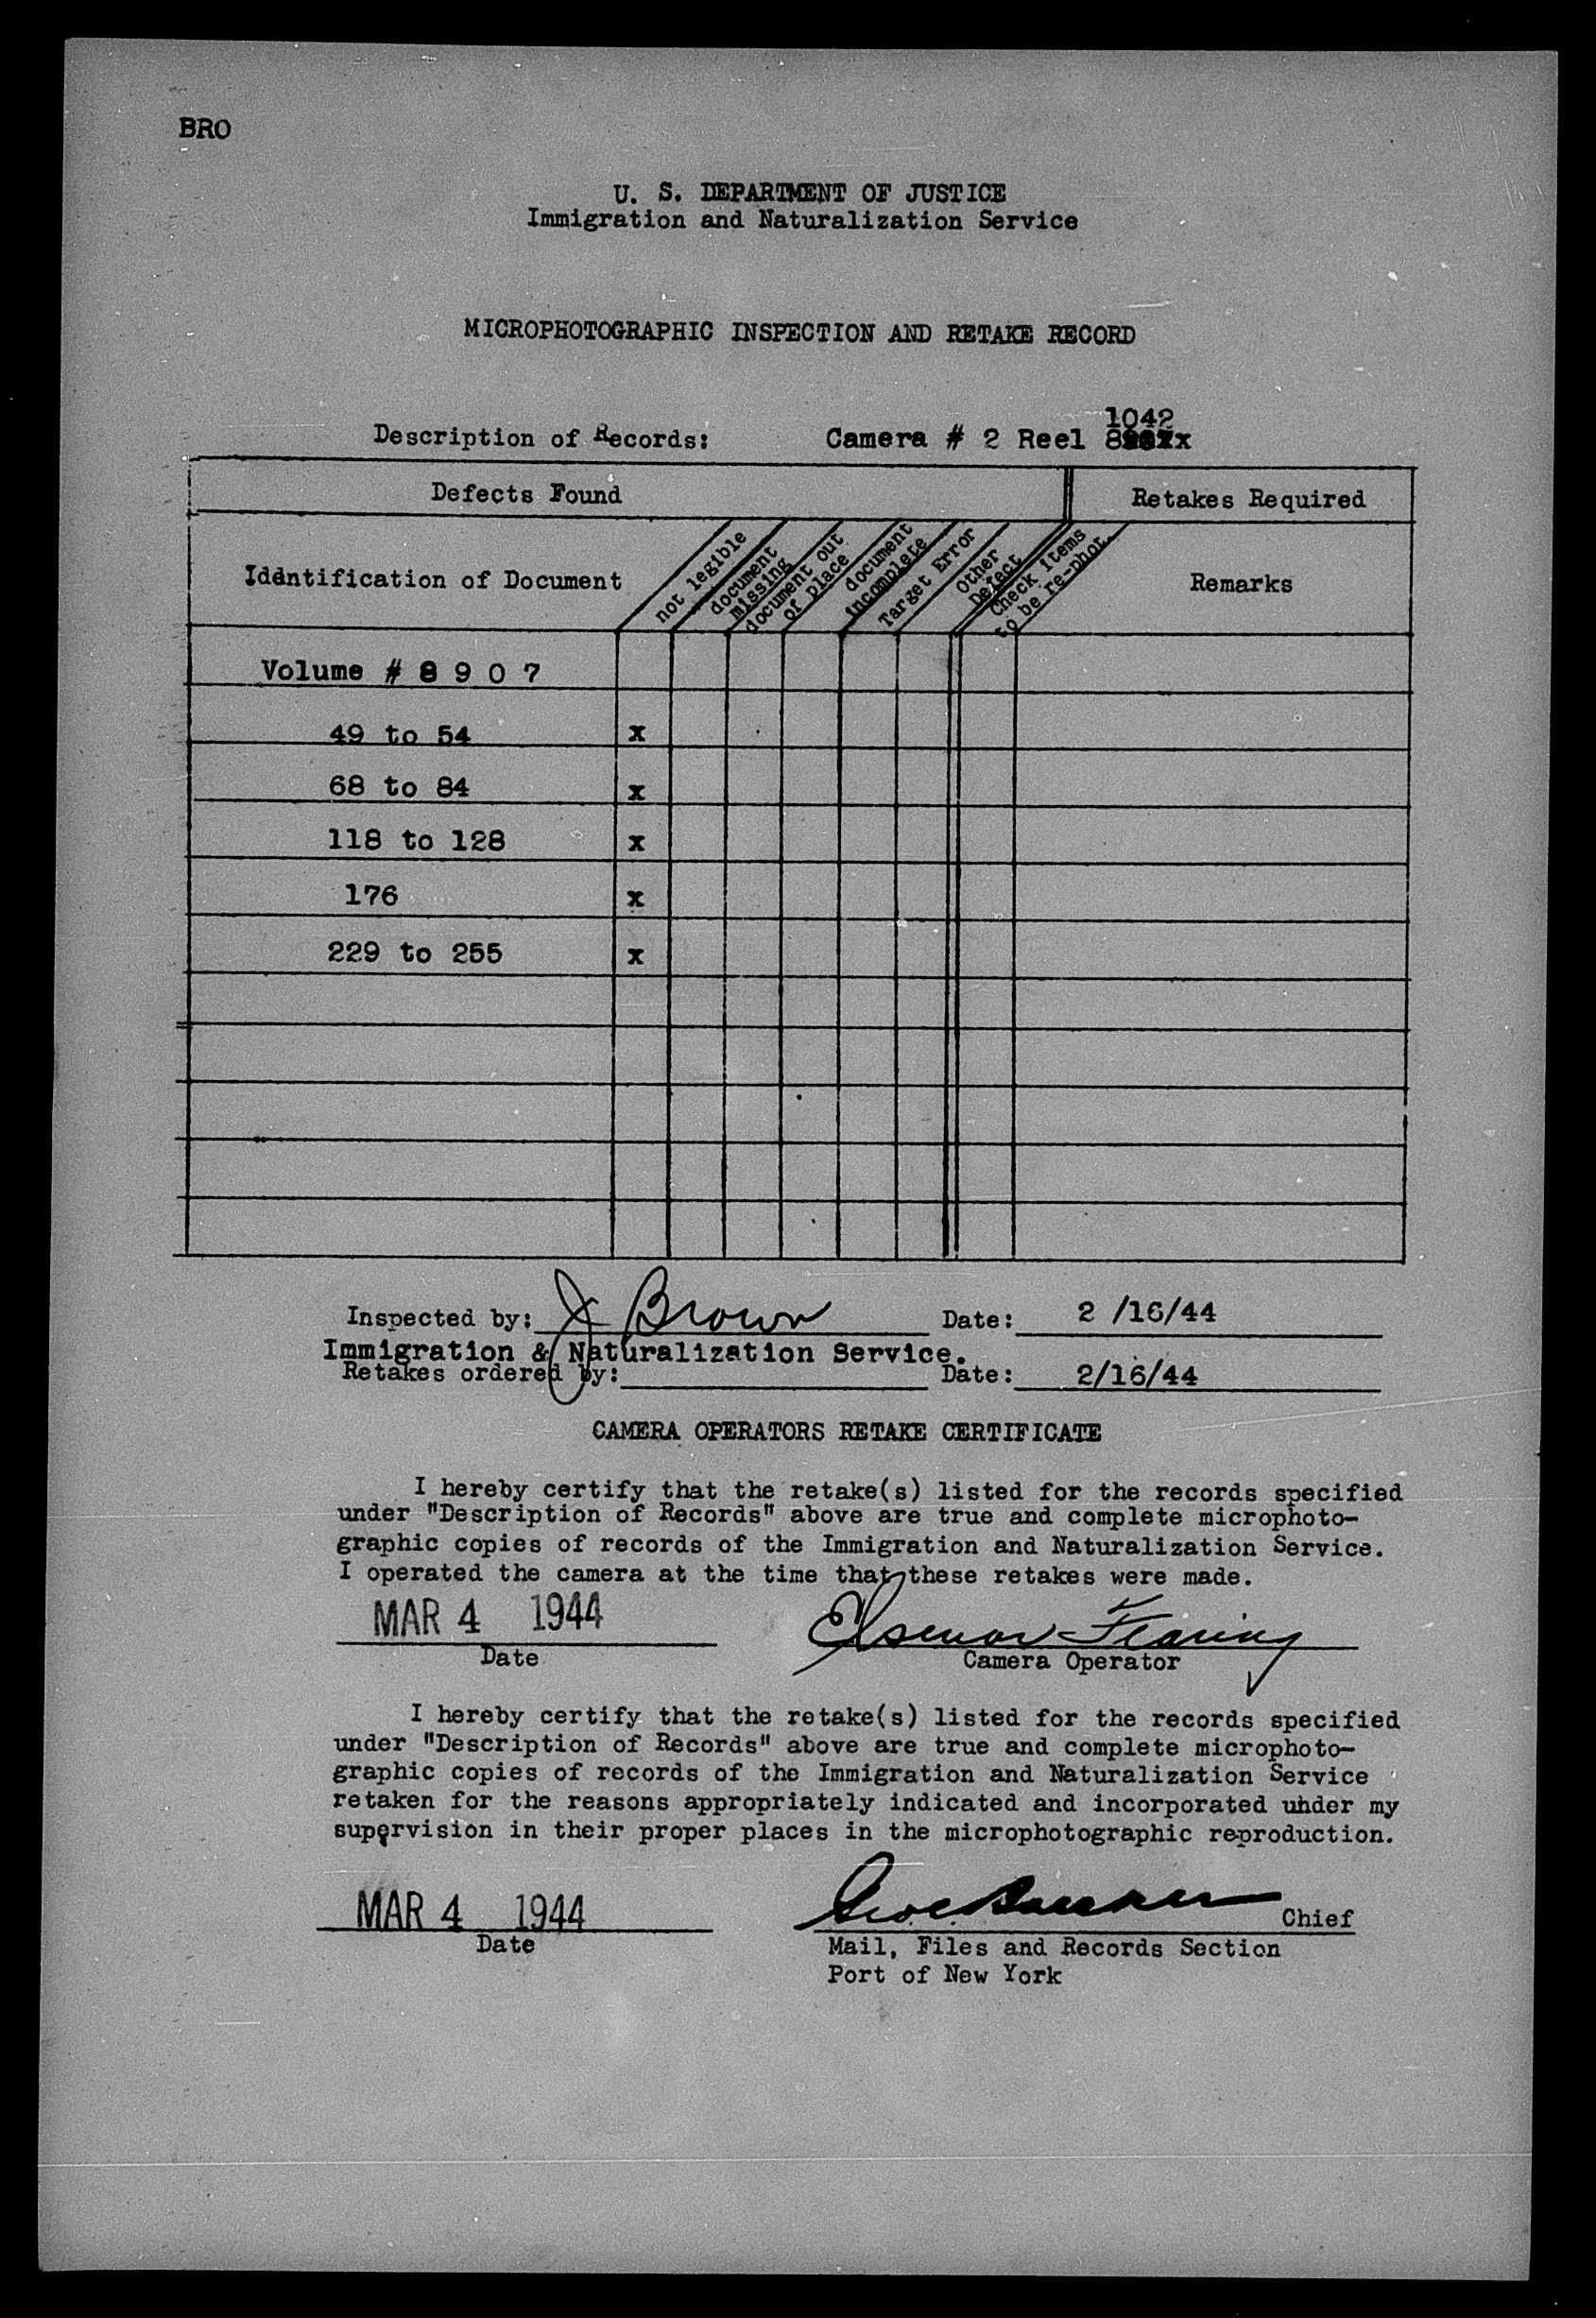 BRO
U. S. DEPARTMENT OF JUSTICE
Immigration and Naturalization Service
MICROPHOTOGRAPHIC INSPECTION AND RETAKE RECORD
1042
Description of Records: Camera # 2 Reel
Defects Found Retakes Required
Idantification of Document
not legible
document missing
document out of place
document incomplete
Target Error
Other Defect
Check items to be re-phot.
Remarks
Volume # 8 9 0 7
49 to 54 x
68 to 84 x
118 to 128 x
176 x
229 to 255 x
Inspected by: J Brown Date: 2 /16/44
Immigration & Naturalization Service.
Retakes ordered by: Date: 2/16/44
CAMERA OPERATORS RETAKE CERTIFICATE
I hereby certify that the retake(s) listed for the records specified
under "Description of Records" above are true and complete microphoto-
graphic copies of records of the Immigration and Naturalization Service.
I operated the camera at the time that these retakes were made.
MAR 4 1944
Date Camera Operator
I hereby certify that the retake(s) listed for the records specified
under "Description of Records" above are true and complete microphoto-
graphic copies of records of the Immigration and Naturalization Service
retaken for the reasons appropriately indicated and incorporated under my
supervision in their proper places in the microphotographic reproduction.
MAR 4 1944 Chief
Date Mail, Files and Records Section
Port of New York